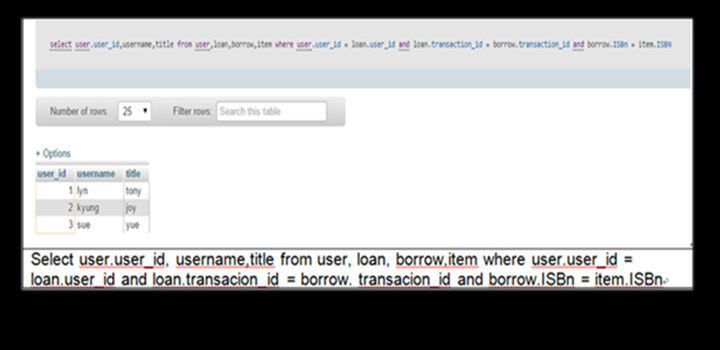 select user.user_id,username,title from user,loan,borrow,item where user.user_id = loan.user_id and loan.transaction_id = borrow.transaction_id and borrow.ISBn = item.ISBN
Number of rows: 25 Filter rows: Search this table
+ Options
user_id username title
1 lyn tony
2 kyung joy
3 sue yue
Select user.user_id, username,title from user, loan, borrow,item where user.user_id =
loan.user_id and loan.transacion_id = borrow. transacion_id and borrow.ISBn = item.ISBn